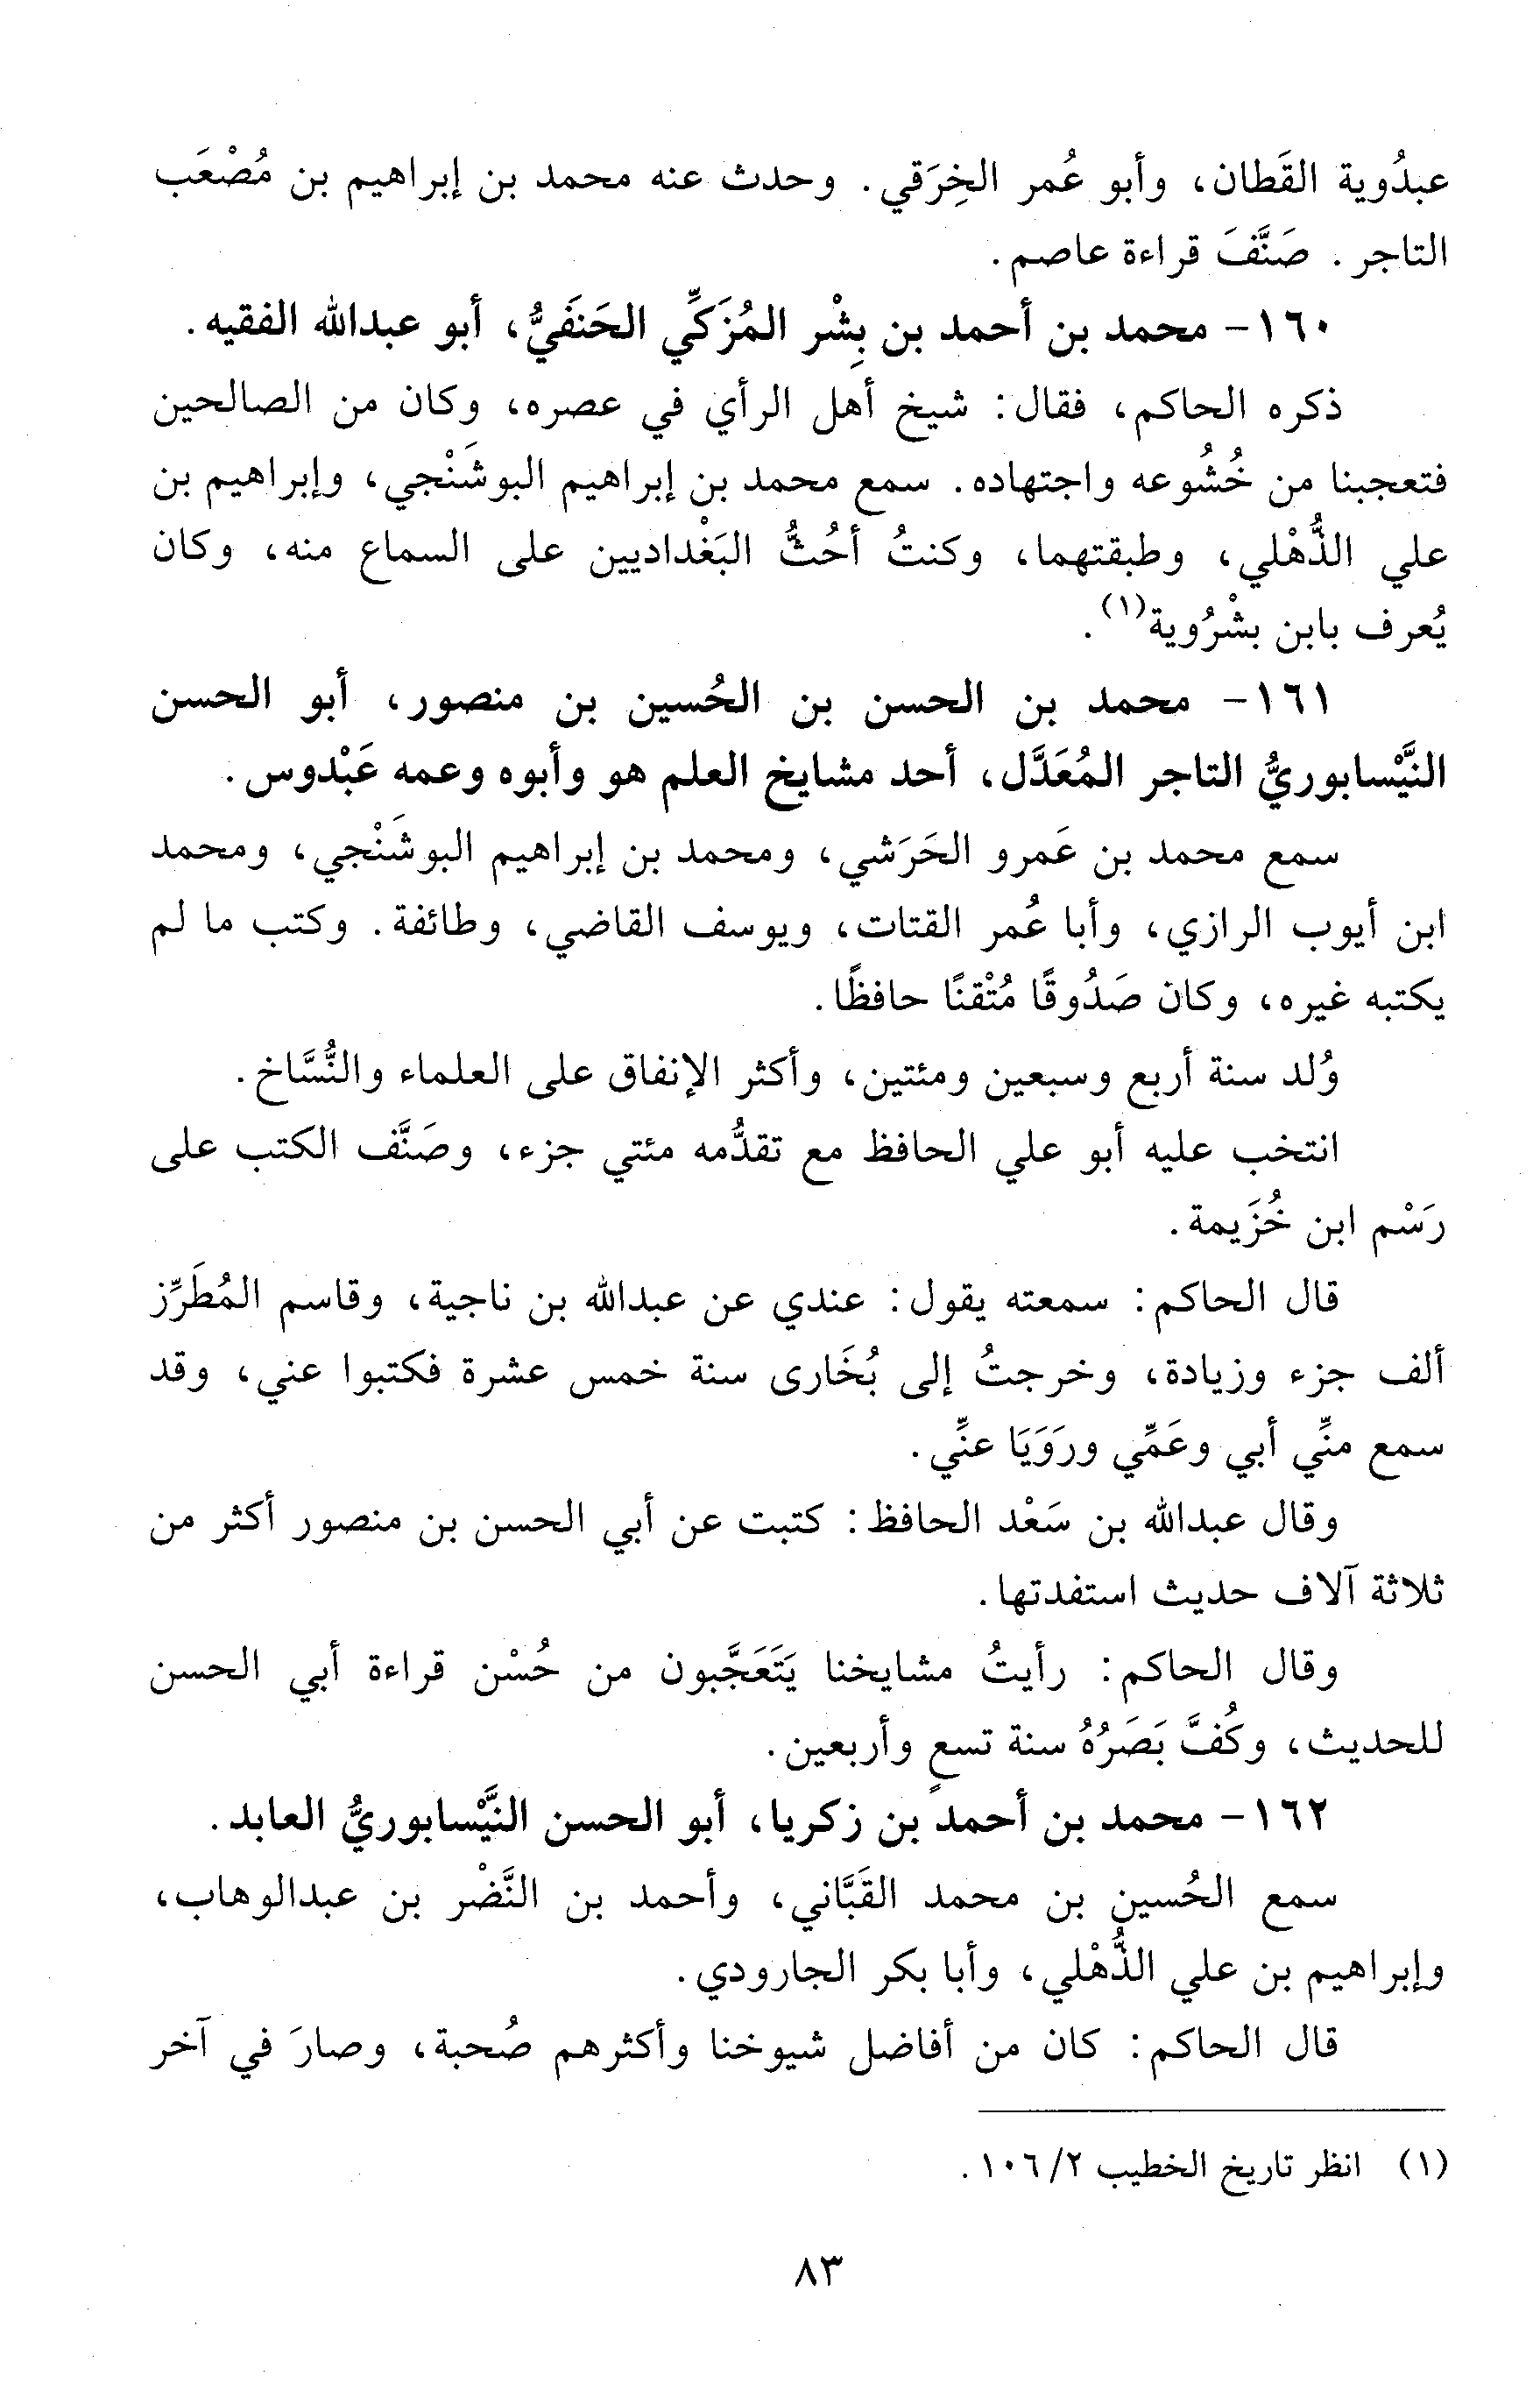 عبدُوية القَطان، وأبو عُمر الخِرَقي. وحدث عنه محمد بن إبراهيم بن مُصْعَب
التاجر. صَنَّفَ قراءة عاصم.
١٦٠- محمد بن أحمد بن بِشْر المُزَكِّي الحَنَفيُّ، أبو عبدالله الفقيه.
ذكره الحاكم، فقال: شيخ أهل الرأي في عصره، وكان من الصالحين
فتعجبنا من خُشُوعه واجتهاده. سمع محمد بن إبراهيم البوشَنْجي، وإبراهيم بن
علي الذُّهْلي، وطبقتهما، وكنتُ أحُثُّ البَغْداديين على السماع منه، وكان
يُعرف بابن بشْرُوية(١).
١٦١- محمد بن الحسن بن الحُسين بن منصور، أبو الحسن
النَّيْسابوريُّ التاجر المُعَدَّل، أحد مشايخ العلم هو وأبوه وعمه عَبْدوس.
سمع محمد بن عَمرو الحَرَشي، ومحمد بن إبراهيم البوشَنْجي، ومحمد
ابن أيوب الرازي، وأبا عُمر القتات، ويوسف القاضي، وطائفة. وكتب ما لم
يكتبه غيره، وكان صَدُوقًا مُتْقنًا حافظًا.
وُلد سنة أربع وسبعين ومئتين، وأكثر الإنفاق على العلماء والنُّسَّاخ.
انتخب عليه أبو علي الحافظ مع تقدُّمه مئتي جزء، وصَنَّف الكتب على
رَسْم ابن خُزَيمة.
قال الحاكم: سمعته يقول: عندي عن عبدالله بن ناجية، وقاسم المُطَرِّز
ألف جزء وزيادة، وخرجتُ إلى بُخَارى سنة خمس عشرة فكتبوا عني، وقد
سمع منِّي أبي وعَمِّي ورَوَيَا عنِّي.
وقال عبدالله بن سَعْد الحافظ: كتبت عن أبي الحسن بن منصور أكثر من
ثلاثة آلاف حديث استفدتها.
وقال الحاكم: رأيتُ مشايخنا يَتَعَجَّبون من حُسْن قراءة أبي الحسن
للحديث، وكُفَّ بَصَرُهُ سنة تسعٍ وأربعين.
١٦٢- محمد بن أحمد بن زكريا، أبو الحسن النَّيْسابوريُّ العابد.
سمع الحُسين بن محمد القَبَّاني، وأحمد بن النَّضْر بن عبدالوهاب،
وإبراهيم بن علي الذُّهْلي، وأبا بكر الجارودي.
قال الحاكم: كان من أفاضل شيوخنا وأكثرهم صُحبة، وصارَ في آخر
(١) انظر تاريخ الخطيب ٢/ ١٠٦.
٨٣